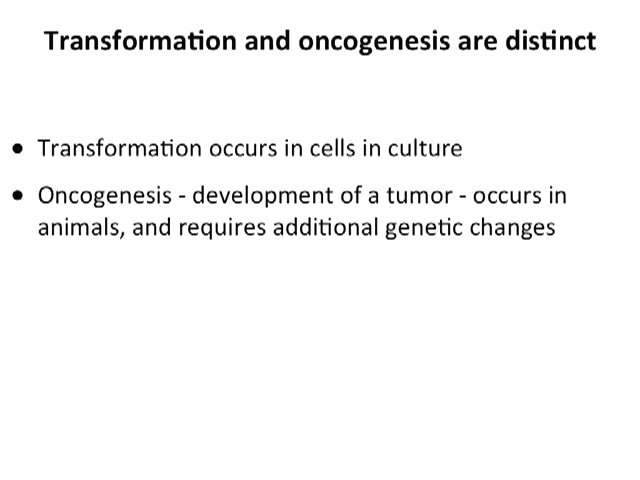 Transformation and oncogenesis are distinct
• Transformation occurs in cells in culture
• Oncogenesis - development of a tumor - occurs in
animals, and requires additional genetic changes